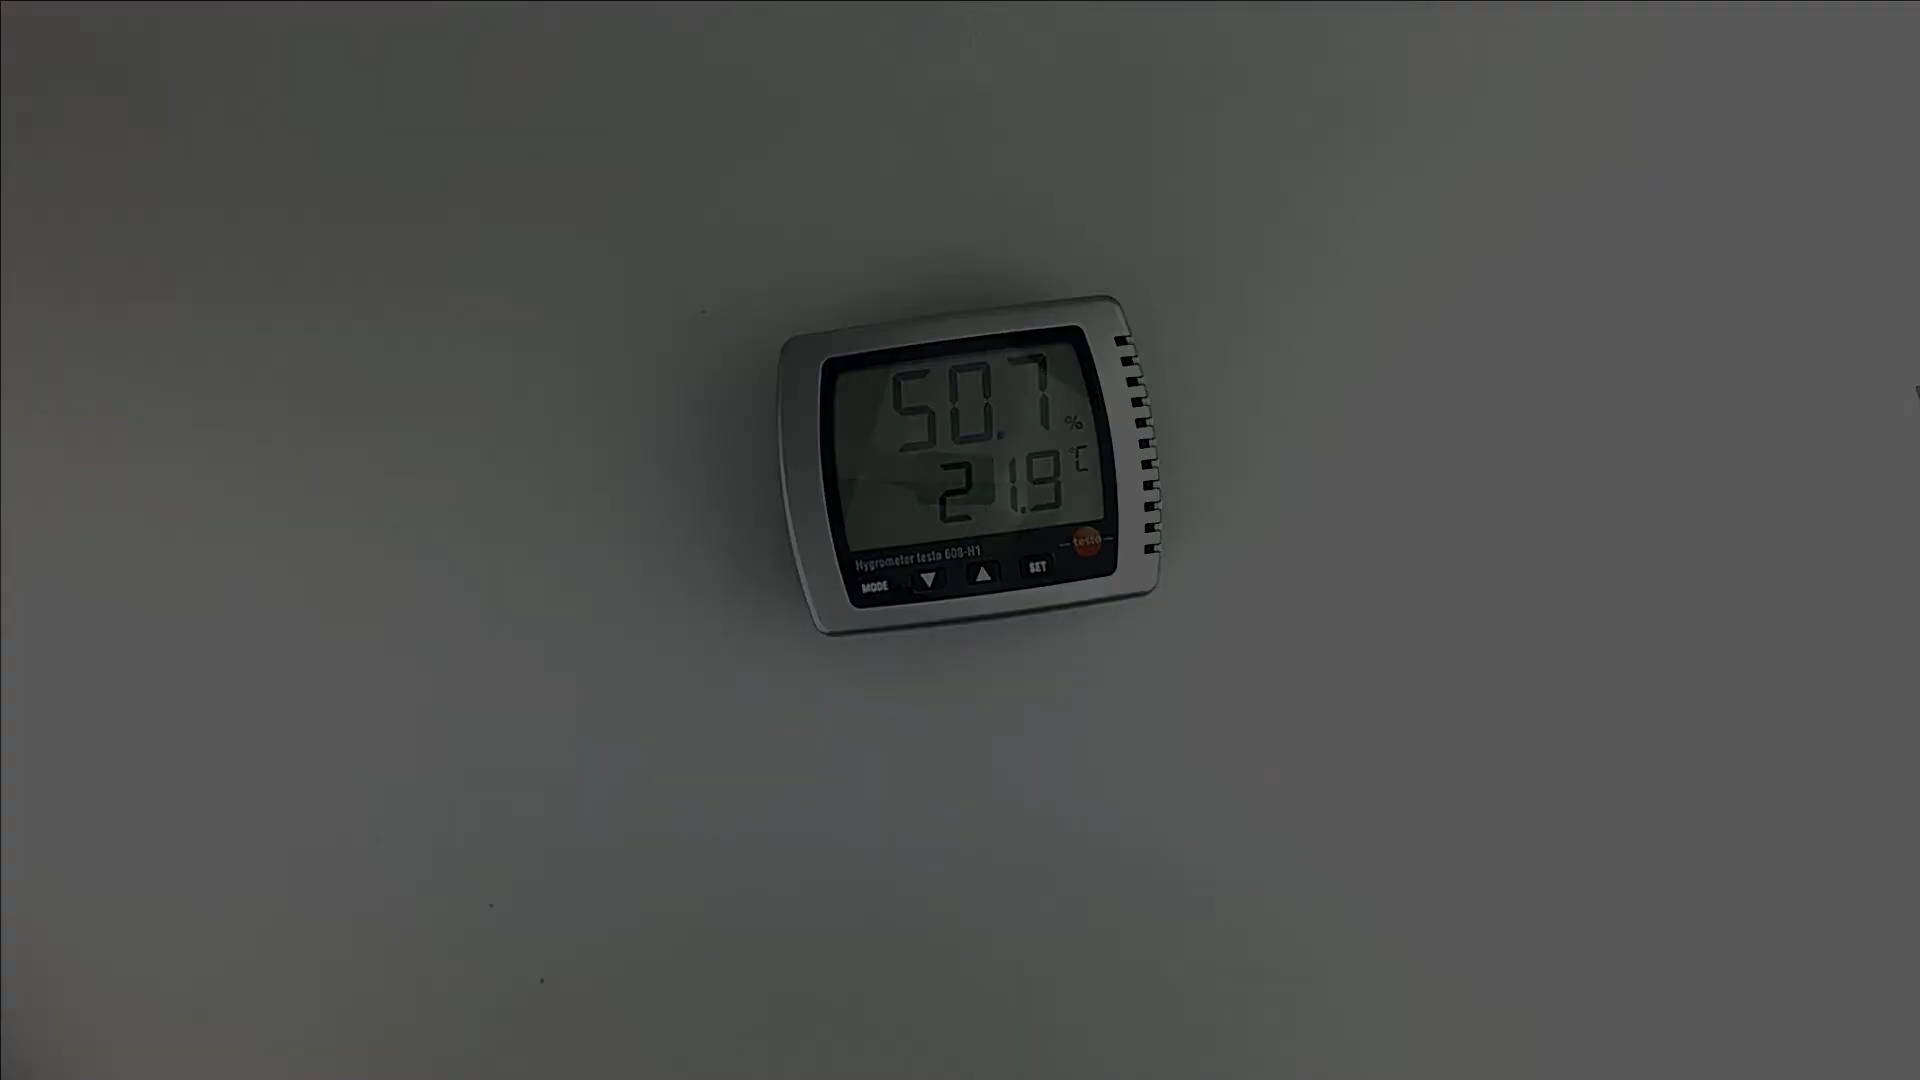 50.7 %
21.9 °C
Hygrometer testo 608-H1
testo
MODE ▼ ▲ SET